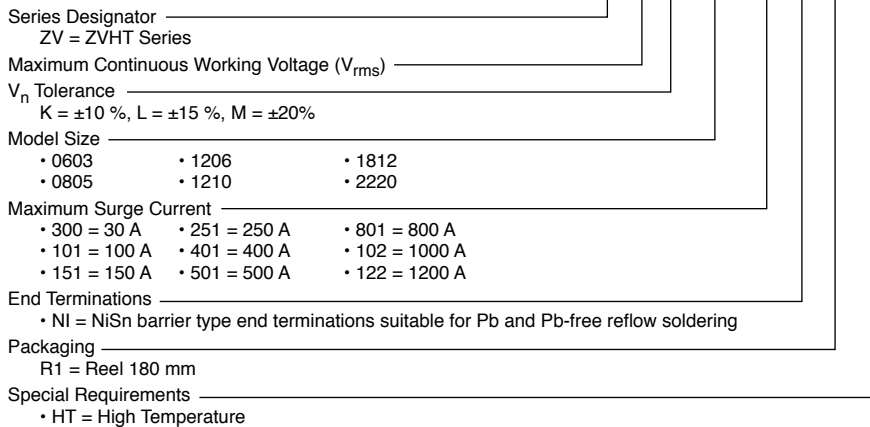 Series Designator
ZV = ZVHT Series
Maximum Continuous Working Voltage (Vrms)
Vn Tolerance
K = ±10 %, L = ±15 %, M = ±20%
Model Size
• 0603 • 1206 • 1812
• 0805 • 1210 • 2220
Maximum Surge Current
• 300 = 30 A • 251 = 250 A • 801 = 800 A
• 101 = 100 A • 401 = 400 A • 102 = 1000 A
• 151 = 150 A • 501 = 500 A • 122 = 1200 A
End Terminations
• NI = NiSn barrier type end terminations suitable for Pb and Pb-free reflow soldering
Packaging
R1 = Reel 180 mm
Special Requirements
• HT = High Temperature